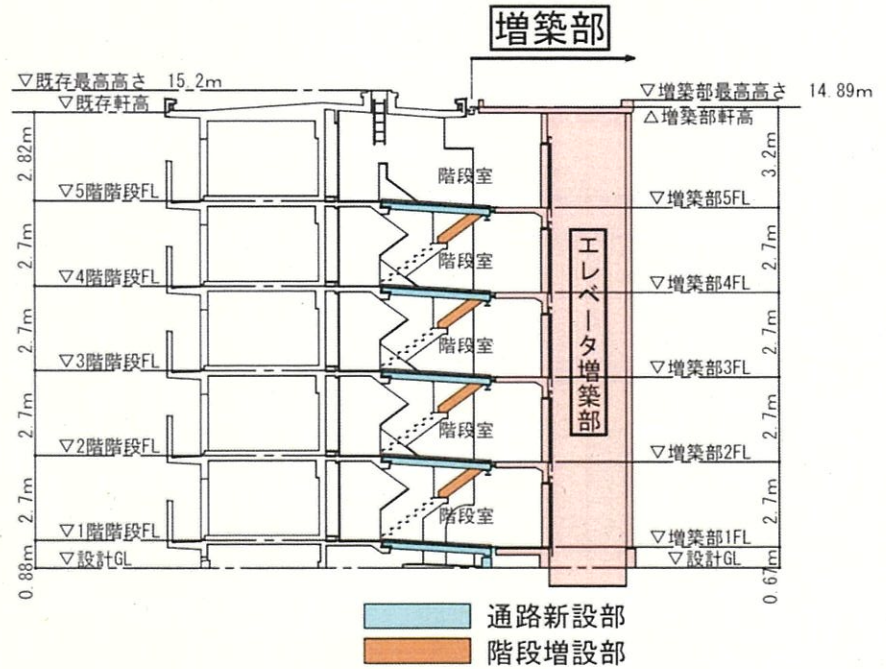 増築部
▽既存最高高さ 15.2m
▽増築部最高高さ 14.89m
▽既存軒高
△増築部軒高
2.82m
階段室
3.2m
▽5階階段FL
▽増築部5FL
2.7m
階段室
2.7m
▽4階階段FL
▽増築部4FL
2.7m
階段室
2.7m
▽3階階段FL
▽増築部3FL
2.7m
階段室
2.7m
▽2階階段FL
▽増築部2FL
2.7m
階段室
2.7m
▽1階階段FL
▽増築部1FL
0.88m
▽設計GL
▽設計GL
0.67m
エレベータ増築部
通路新設部
階段増設部